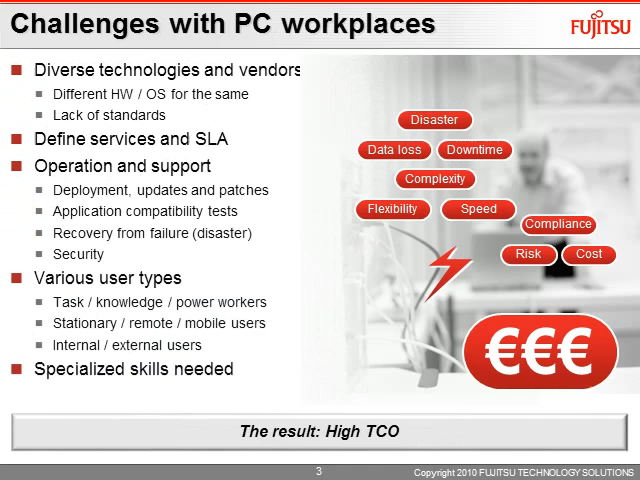 Challenges with PC workplaces
FUJITSU
Diverse technologies and vendors
Different HW / OS for the same
Lack of standards
Define services and SLA
Operation and support
Deployment, updates and patches
Application compatibility tests
Recovery from failure (disaster)
Security
Various user types
Task / knowledge / power workers
Stationary / remote / mobile users
Internal / external users
Specialized skills needed
Disaster
Data loss
Downtime
Complexity
Flexibility
Speed
Compliance
Risk
Cost
€€€
The result: High TCO
3
Copyright 2010 FUJITSU TECHNOLOGY SOLUTIONS